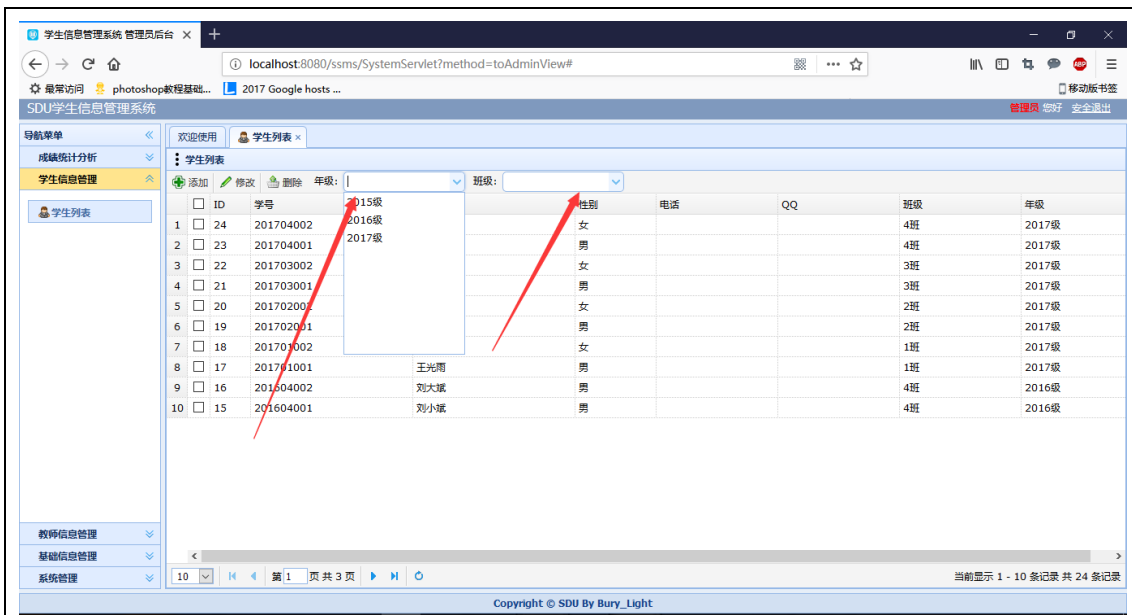 学生信息管理系统 管理员后台
localhost:8080/ssms/SystemServlet?method=toAdminView#
ABP
最常访问 photoshop教程基础... 2017 Google hosts ... 移动版书签
SDU学生信息管理系统 管理员 您好 安全退出
导航菜单 欢迎使用 学生列表
成绩统计分析 学生列表
学生信息管理 添加 修改 删除 年级: 班级:
学生列表
2015级
2016级
2017级
ID 学号 性别 电话 QQ 班级 年级
1 24 201704002 女 4班 2017级
2 23 201704001 男 4班 2017级
3 22 201703002 女 3班 2017级
4 21 201703001 男 3班 2017级
5 20 201702002 女 2班 2017级
6 19 201702001 男 2班 2017级
7 18 201701002 女 1班 2017级
8 17 201701001 王光雨 男 1班 2017级
9 16 201604002 刘大斌 男 4班 2016级
10 15 201604001 刘小斌 男 4班 2016级
教师信息管理
基础信息管理
系统管理
10 第 1 页 共 3 页 当前显示 1 - 10 条记录 共 24 条记录
Copyright © SDU By Bury_Light